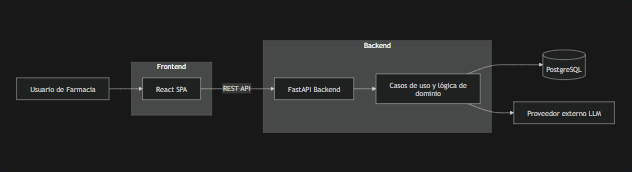 Frontend
Backend
Usuario de Farmacia
React SPA
REST API
FastAPI Backend
Casos de uso y lógica de
dominio
PostgreSQL
Proveedor externo LLM